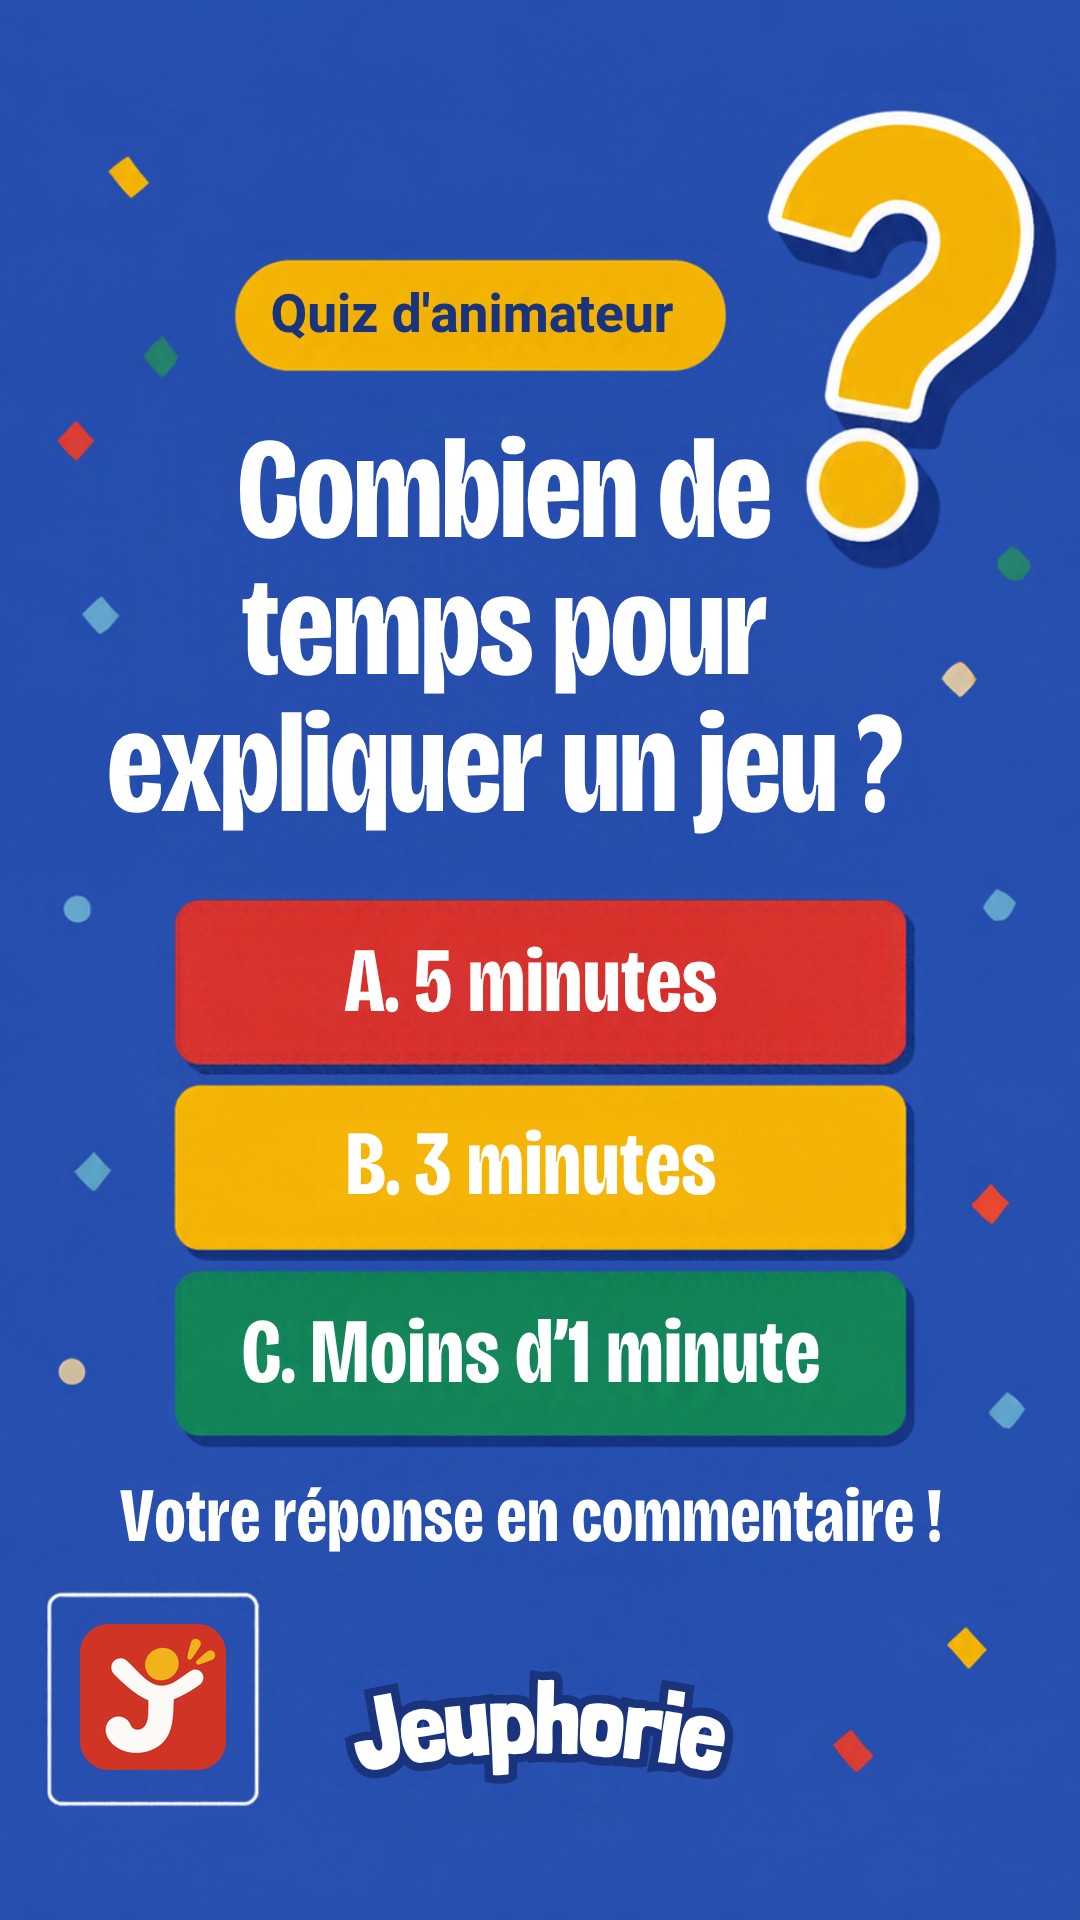 Quiz d'animateur
Combien de
temps pour
expliquer un jeu ?
A. 5 minutes
B. 3 minutes
C. Moins d’1 minute
Votre réponse en commentaire !
Jeuphorie